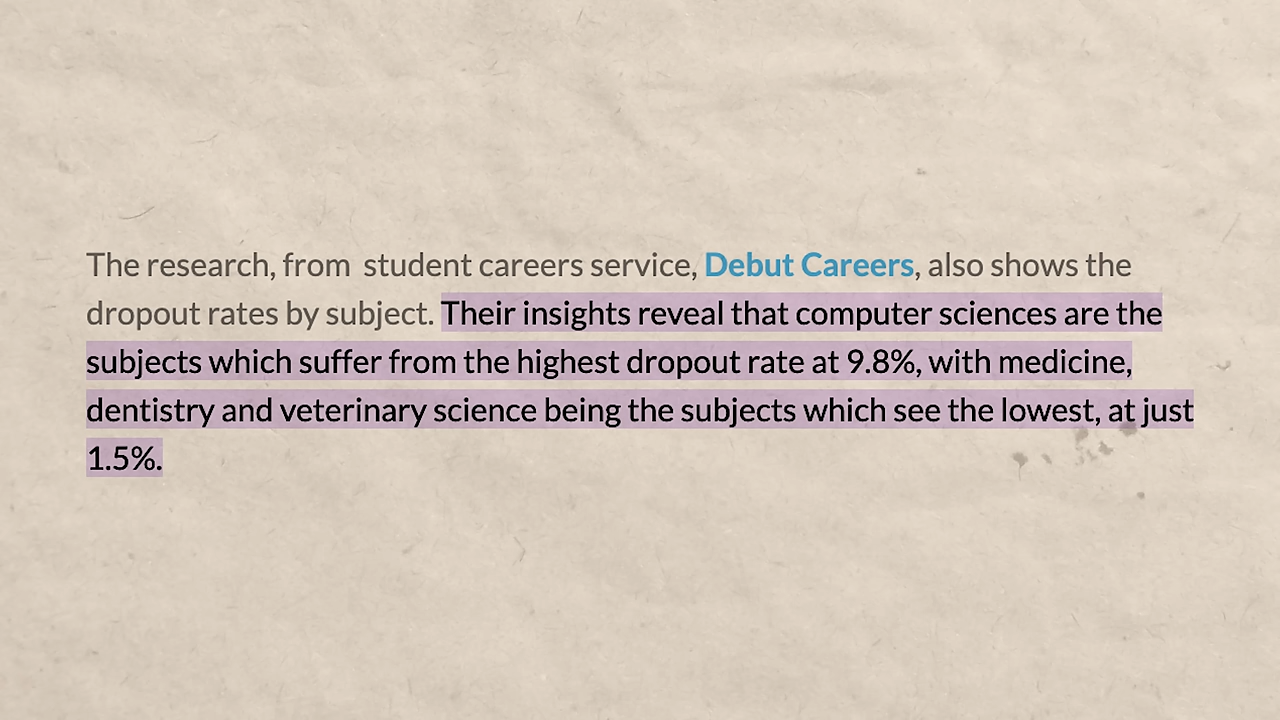 The research, from  student careers service, Debut Careers, also shows the
dropout rates by subject. Their insights reveal that computer sciences are the
subjects which suffer from the highest dropout rate at 9.8%, with medicine,
dentistry and veterinary science being the subjects which see the lowest, at just
1.5%.